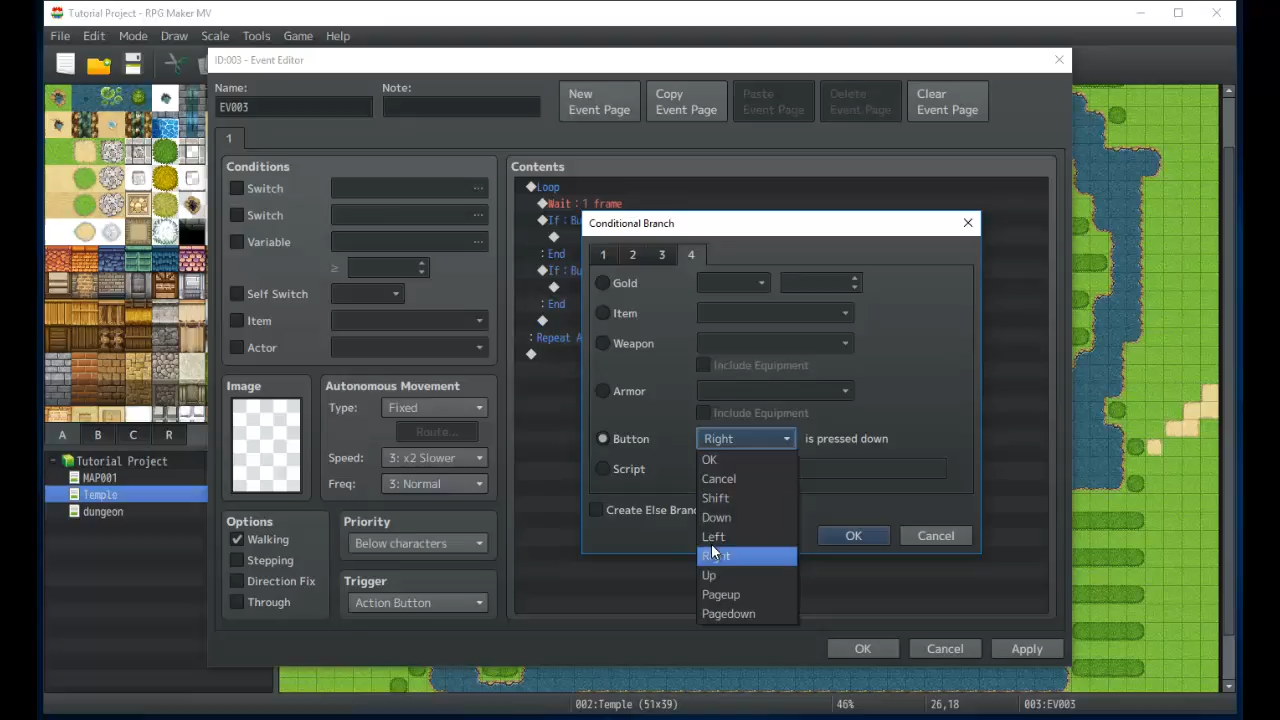 Tutorial Project - RPG Maker MV
File Edit Mode Draw Scale Tools Game Help
ID:003 - Event Editor
Name:
Note:
EV003
New
Event Page
Copy
Event Page
Paste
Event Page
Delete
Event Page
Clear
Event Page
1
Conditions
Switch
...
Switch
...
Variable
...
≥
Self Switch
Item
Actor
Image
Autonomous Movement
Type: Fixed
Route...
Speed: 3: x2 Slower
Freq: 3: Normal
Options
Walking
Stepping
Direction Fix
Through
Priority
Below characters
Trigger
Action Button
Contents
◆Loop
◆Wait : 1 frame
◆If : Bu
◆
: End
◆If : Bu
◆
: End
◆
: Repeat A
◆
Conditional Branch
1 2 3 4
Gold
Item
Weapon
Include Equipment
Armor
Include Equipment
Button Right is pressed down
Script
Create Else Branc
OK
Cancel
Shift
Down
Left
Right
Up
Pageup
Pagedown
OK Cancel
OK Cancel Apply
A B C R
Tutorial Project
MAP001
Temple
dungeon
002:Temple (51x39) 46% 26,18 003:EV003